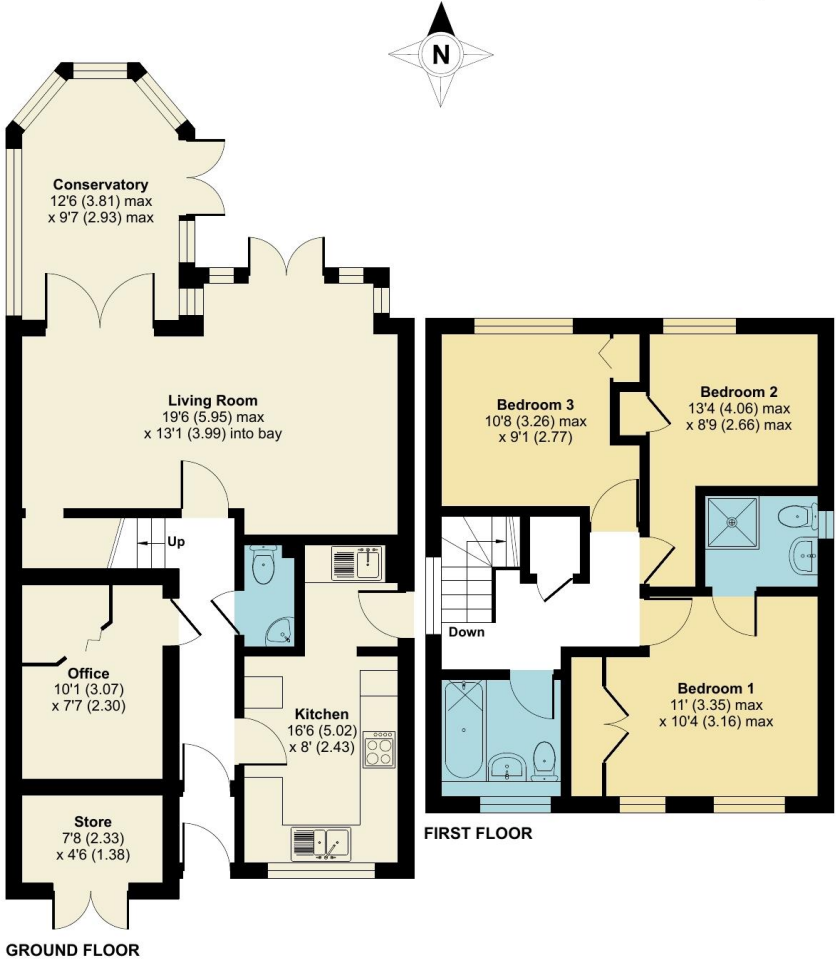 N
Conservatory
12'6 (3.81) max
x 9'7 (2.93) max
Living Room
19'6 (5.95) max
x 13'1 (3.99) into bay
Up
Office
10'1 (3.07)
x 7'7 (2.30)
Kitchen
16'6 (5.02)
x 8' (2.43)
Store
7'8 (2.33)
x 4'6 (1.38)
GROUND FLOOR
Bedroom 3
10'8 (3.26) max
x 9'1 (2.77)
Bedroom 2
13'4 (4.06) max
x 8'9 (2.66) max
Down
Bedroom 1
11' (3.35) max
x 10'4 (3.16) max
FIRST FLOOR